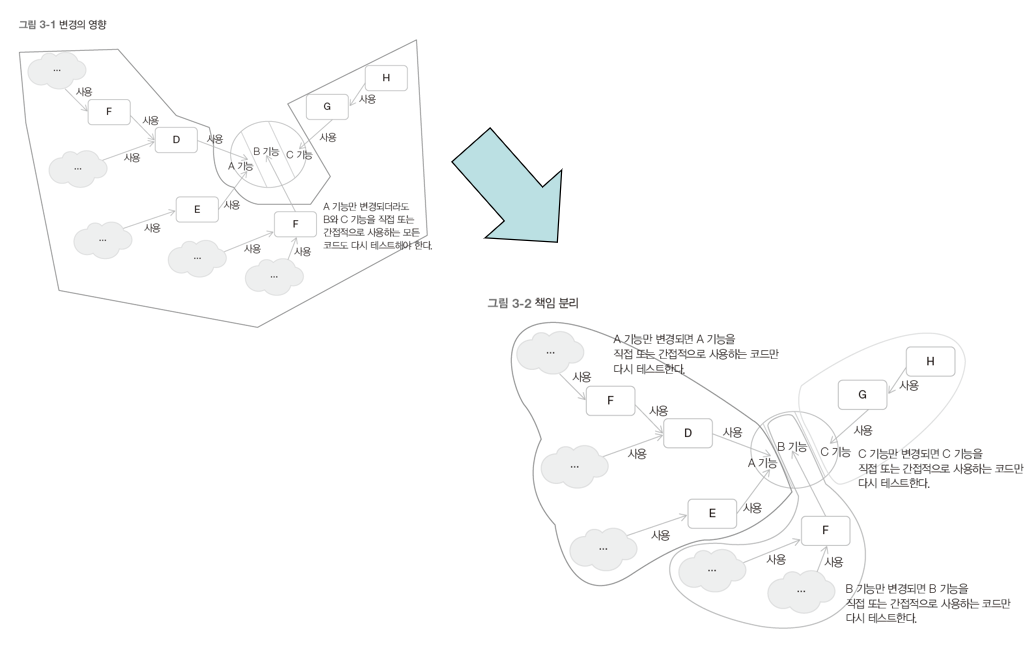 그림 3-1 변경의 영향
...
사용
F
사용
D
사용
...
사용
H
사용
G
사용
B 기능
C 기능
A 기능
E
사용
...
사용
F
A 기능만 변경되더라도
B와 C 기능을 직접 또는
간접적으로 사용하는 모든
코드도 다시 테스트해야 한다.
...
사용
사용
...
그림 3-2 책임 분리
A 기능만 변경되면 A 기능을
직접 또는 간접적으로 사용하는 코드만
다시 테스트한다.
...
사용
F
사용
D
사용
...
사용
H
사용
G
사용
B 기능
C 기능
A 기능
C 기능만 변경되면 C 기능을
직접 또는 간접적으로 사용하는 코드만
다시 테스트한다.
E
사용
...
사용
F
...
사용
사용
...
B 기능만 변경되면 B 기능을
직접 또는 간접적으로 사용하는 코드만
다시 테스트한다.